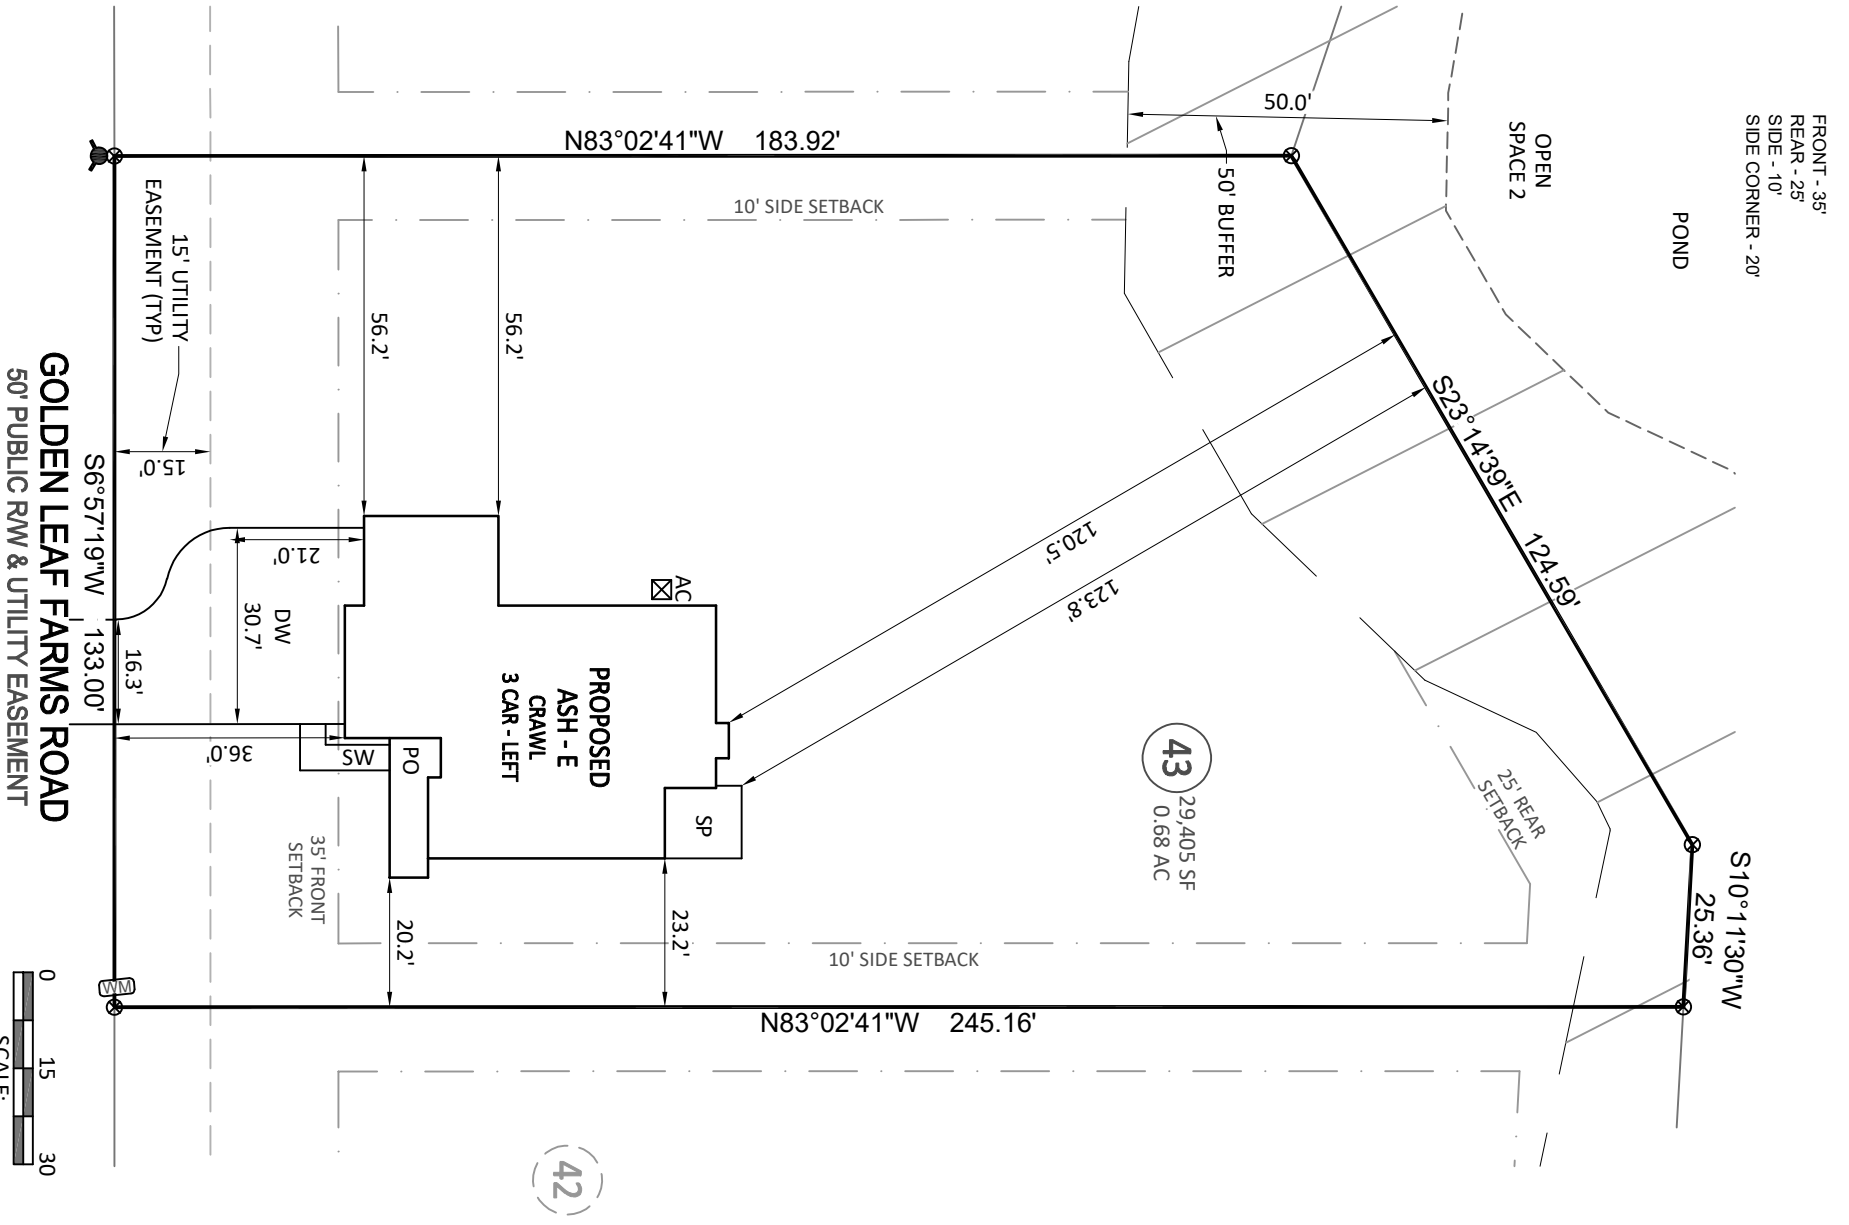 FRONT - 35'
REAR - 25'
SIDE - 10'
SIDE CORNER - 20'
POND
OPEN
SPACE 2
50.0'
50' BUFFER
N83°02'41"W 183.92'
10' SIDE SETBACK
S23°14'39"E 124.59'
S10°11'30"W
25.36'
25' REAR
SETBACK
120.5'
123.8'
43
29,405 SF
0.68 AC
56.2'
56.2'
AC
PROPOSED
ASH - E
CRAWL
3 CAR - LEFT
SP
PO
SW
23.2'
20.2'
10' SIDE SETBACK
N83°02'41"W 245.16'
35' FRONT
SETBACK
21.0'
DW
30.7'
16.3'
36.0'
15' UTILITY
EASEMENT (TYP)
15.0'
S6°57'19"W 133.00'
GOLDEN LEAF FARMS ROAD
50' PUBLIC R/W & UTILITY EASEMENT
WM
42
0 15 30
SCALE: